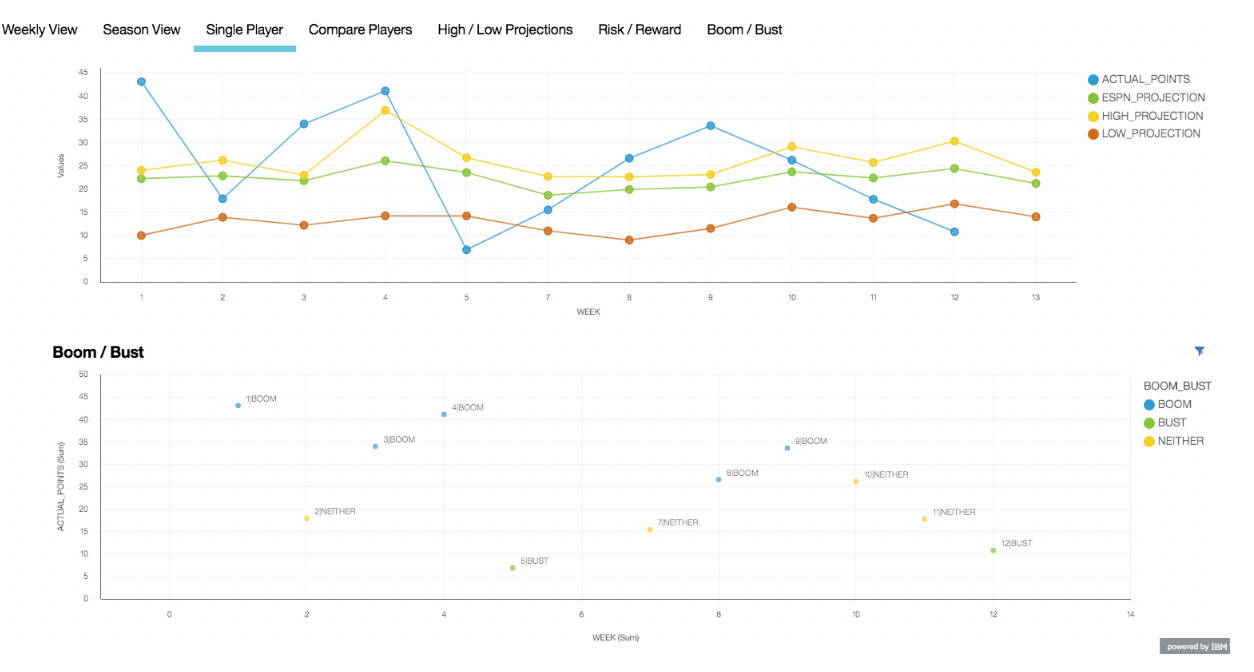 Weekly View Season View Single Player Compare Players High / Low Projections Risk / Reward Boom / Bust
45
40
35
30
25
20
15
10
5
0
Values
1 2 3 4 5 7 8 9 10 11 12 13
WEEK
ACTUAL_POINTS
ESPN_PROJECTION
HIGH_PROJECTION
LOW_PROJECTION
Boom / Bust
50
45
40
35
30
25
20
15
10
5
0
ACTUAL_POINTS (Sum)
1|BOOM
4|BOOM
3|BOOM
9|BOOM
8|BOOM
10|NEITHER
2|NEITHER
11|NEITHER
7|NEITHER
12|BUST
5|BUST
0 2 4 6 8 10 12 14
WEEK (Sum)
BOOM_BUST
BOOM
BUST
NEITHER
powered by IBM